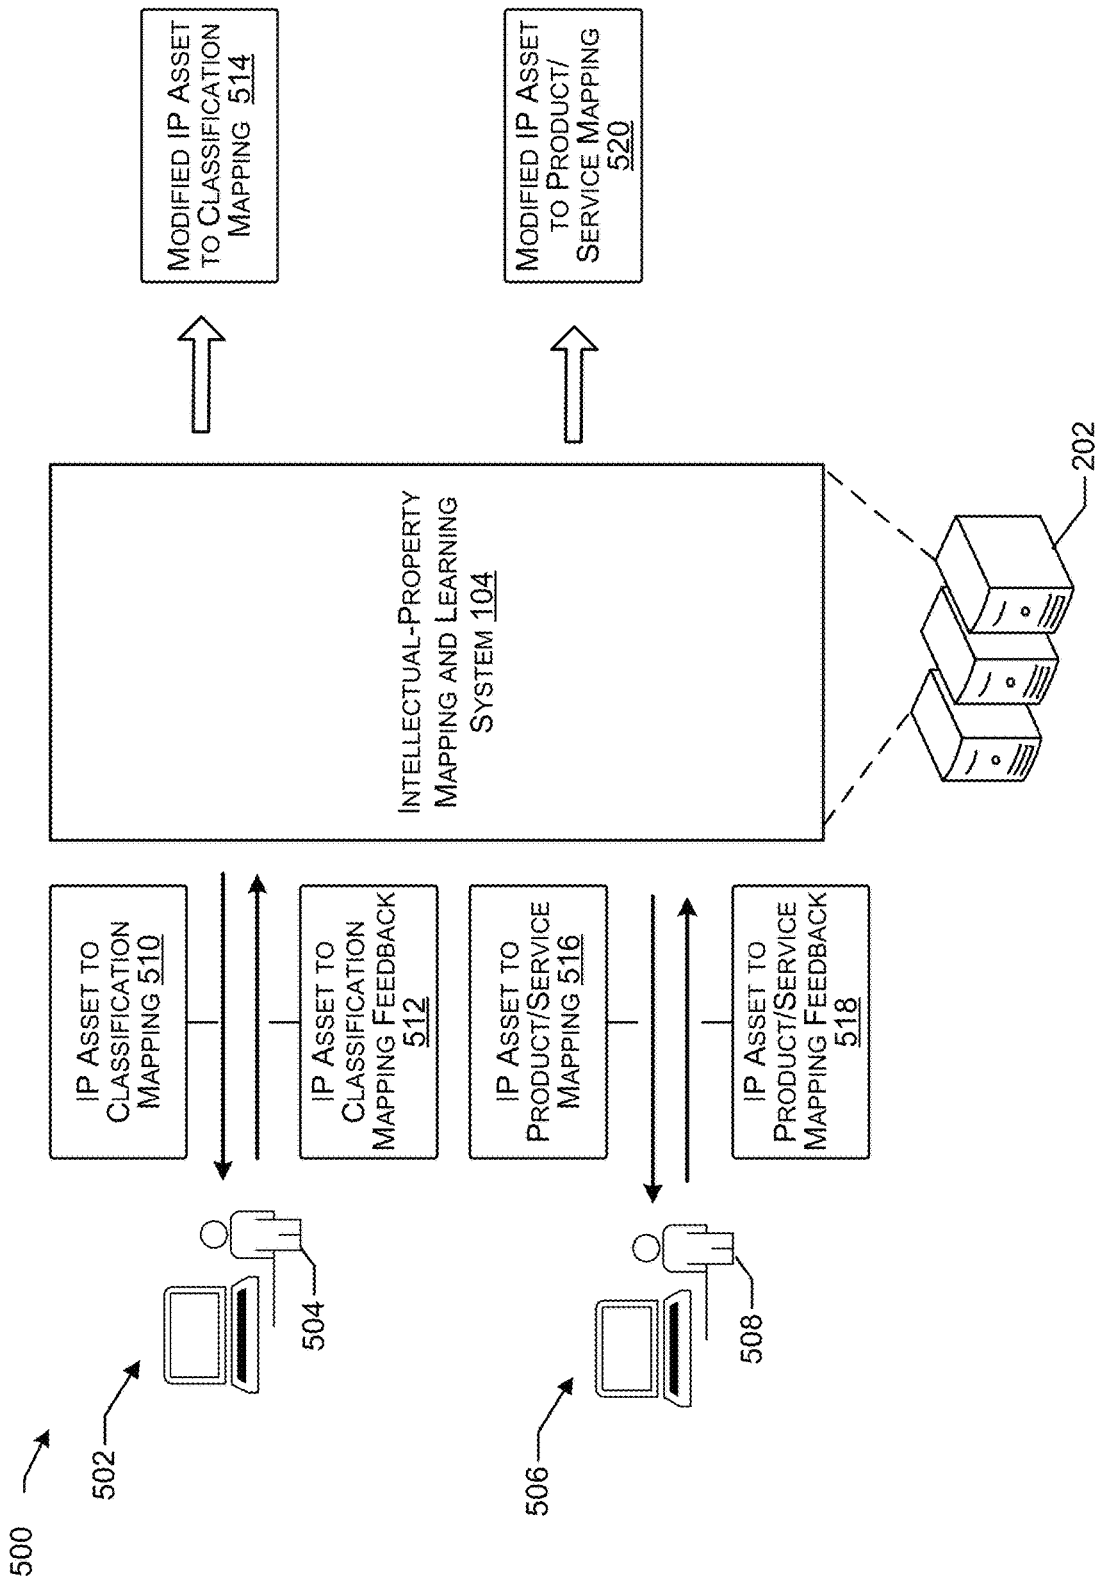 500
502
504
506
508
IP ASSET TO
CLASSIFICATION
MAPPING 510
IP ASSET TO
CLASSIFICATION
MAPPING FEEDBACK
512
IP ASSET TO
PRODUCT/SERVICE
MAPPING 516
IP ASSET TO
PRODUCT/SERVICE
MAPPING FEEDBACK
518
INTELLECTUAL-PROPERTY
MAPPING AND LEARNING
SYSTEM 104
202
MODIFIED IP ASSET
TO CLASSIFICATION
MAPPING 514
MODIFIED IP ASSET
TO PRODUCT/
SERVICE MAPPING
520